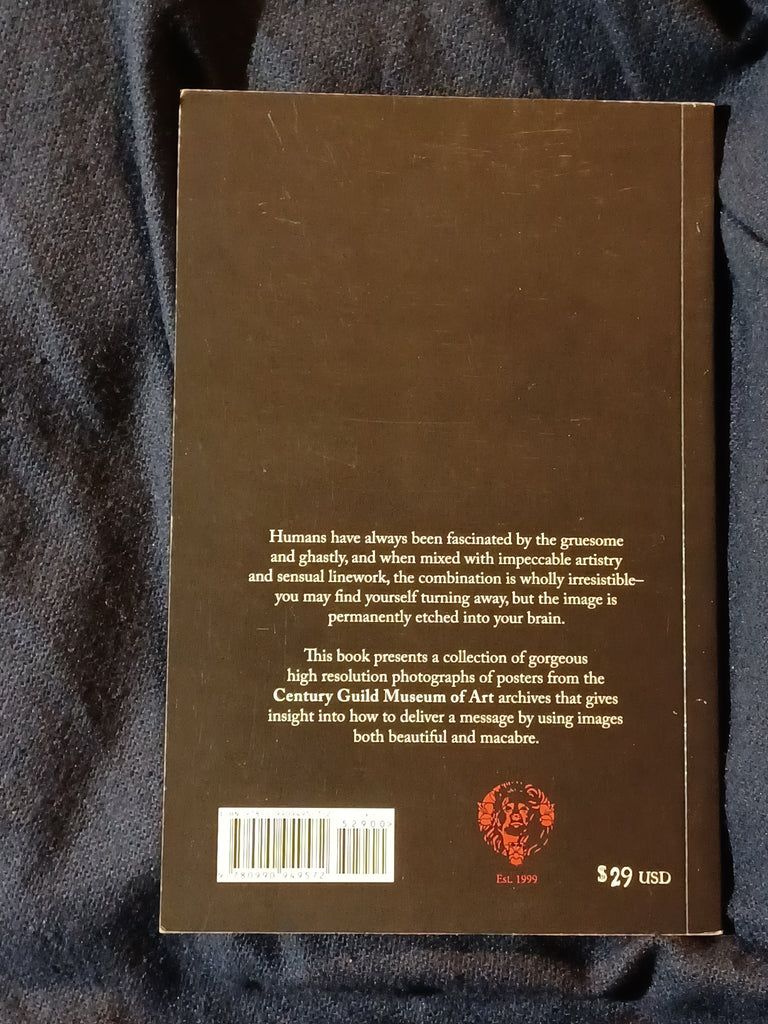 Humans have always been fascinated by the gruesome
and ghastly, and when mixed with impeccable artistry
and sensual linework, the combination is wholly irresistible–
you may find yourself turning away, but the image is
permanently etched into your brain.
This book presents a collection of gorgeous
high resolution photographs of posters from the
Century Guild Museum of Art archives that gives
insight into how to deliver a message by using images
both beautiful and macabre.
52900>
9 780990 949572
Est. 1999
$29 USD